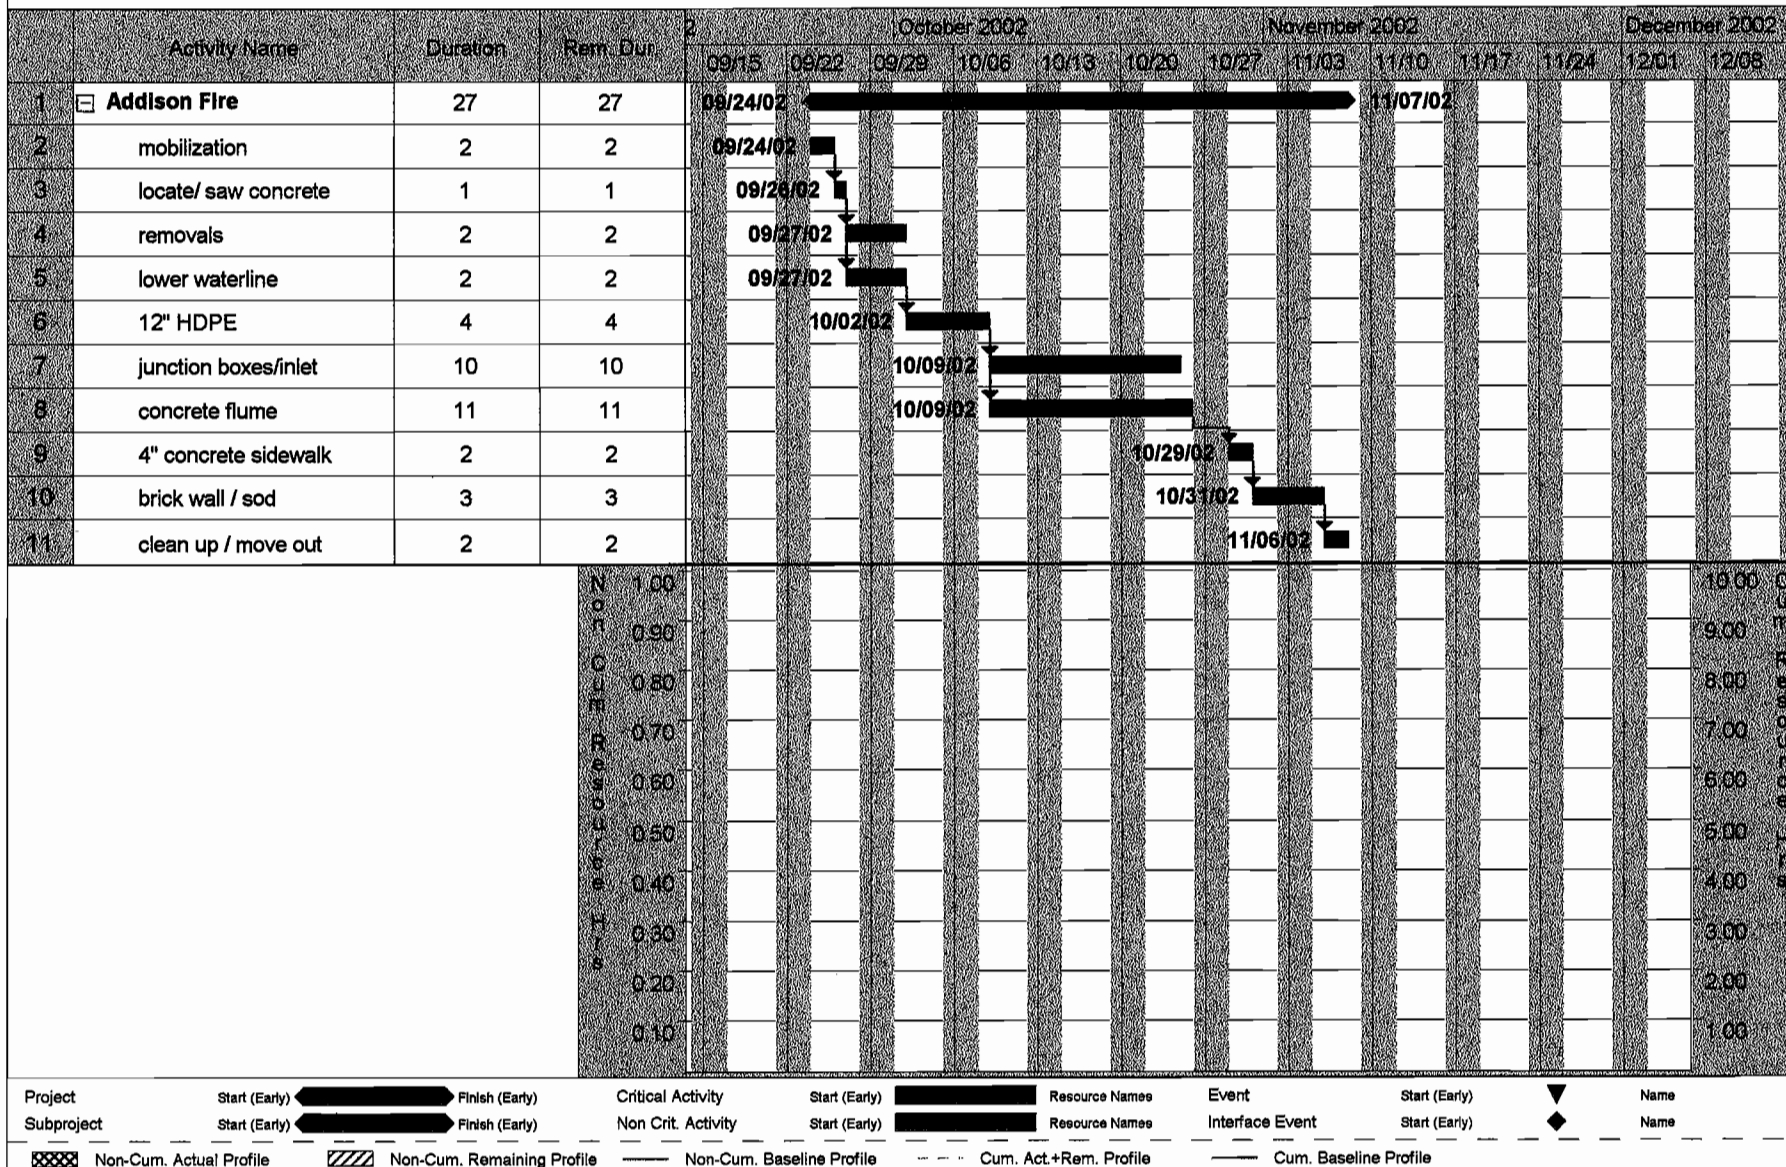 2 October 2002 November 2002 December 2002
Activity Name Duration Rem. Dur
09/15 09/22 09/29 10/06 10/13 10/20 10/27 11/03 11/10 11/17 11/24 12/01 12/08
1 Addison Fire 27 27 09/24/02 11/07/02
2 mobilization 2 2 09/24/02
3 locate/ saw concrete 1 1 09/26/02
4 removals 2 2 09/27/02
5 lower waterline 2 2 09/27/02
6 12" HDPE 4 4 10/02/02
7 junction boxes/inlet 10 10 10/09/02
8 concrete flume 11 11 10/09/02
9 4" concrete sidewalk 2 2 10/29/02
10 brick wall / sod 3 3 10/31/02
11 clean up / move out 2 2 11/06/02
Non Cum Resource Hrs
1.00 10.00
0.90 9.00
0.80 8.00
0.70 7.00
0.60 6.00
0.50 5.00
0.40 4.00
0.30 3.00
0.20 2.00
0.10 1.00
Project Start (Early) Finish (Early) Critical Activity Start (Early) Resource Names Event Start (Early) Name
Subproject Start (Early) Finish (Early) Non Crit. Activity Start (Early) Resource Names Interface Event Start (Early) Name
Non-Cum. Actual Profile Non-Cum. Remaining Profile Non-Cum. Baseline Profile Cum. Act.+Rem. Profile Cum. Baseline Profile